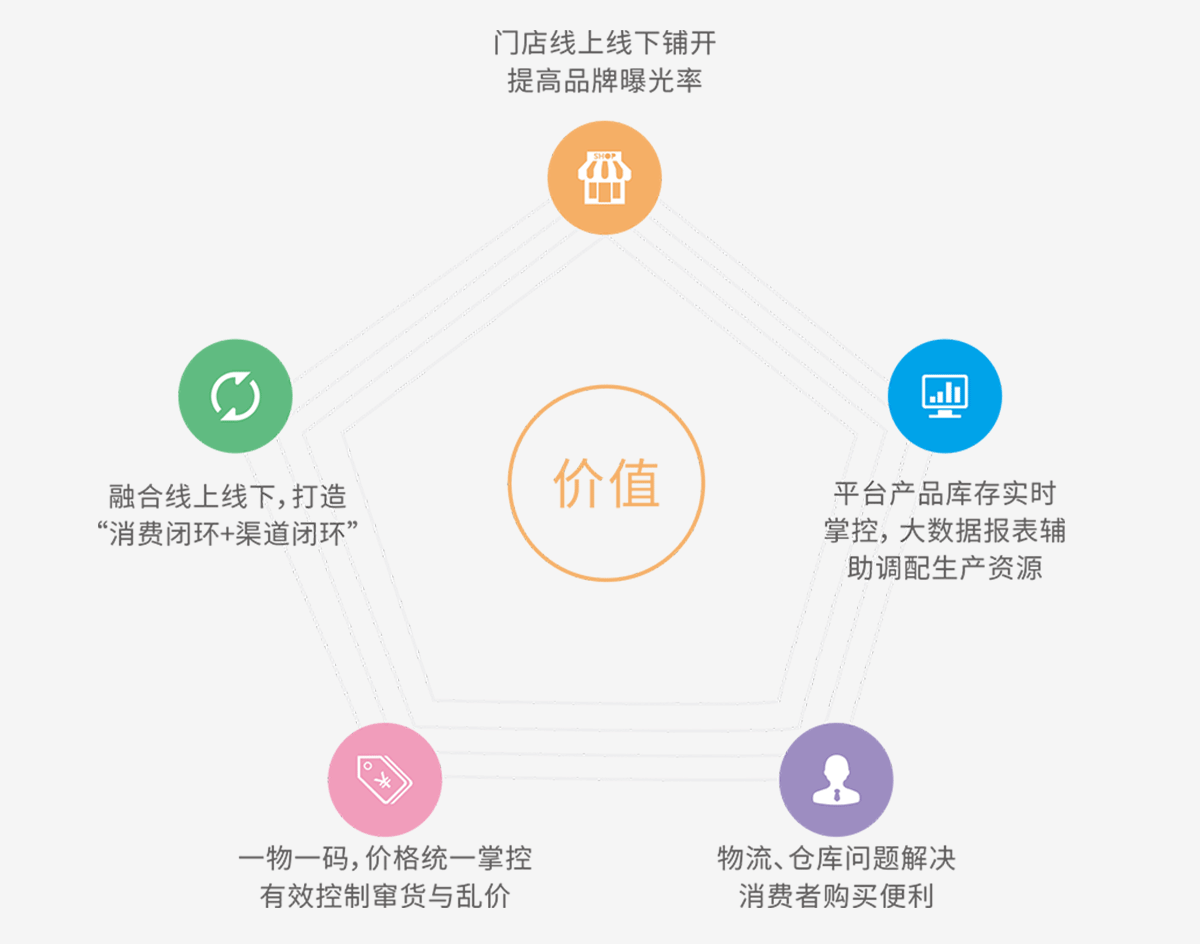 门店线上线下铺开
提高品牌曝光率
SHOP
价值
融合线上线下，打造
“消费闭环+渠道闭环”
平台产品库存实时
掌控，大数据报表辅
助调配生产资源
¥
一物一码，价格统一掌控
有效控制窜货与乱价
物流、仓库问题解决
消费者购买便利